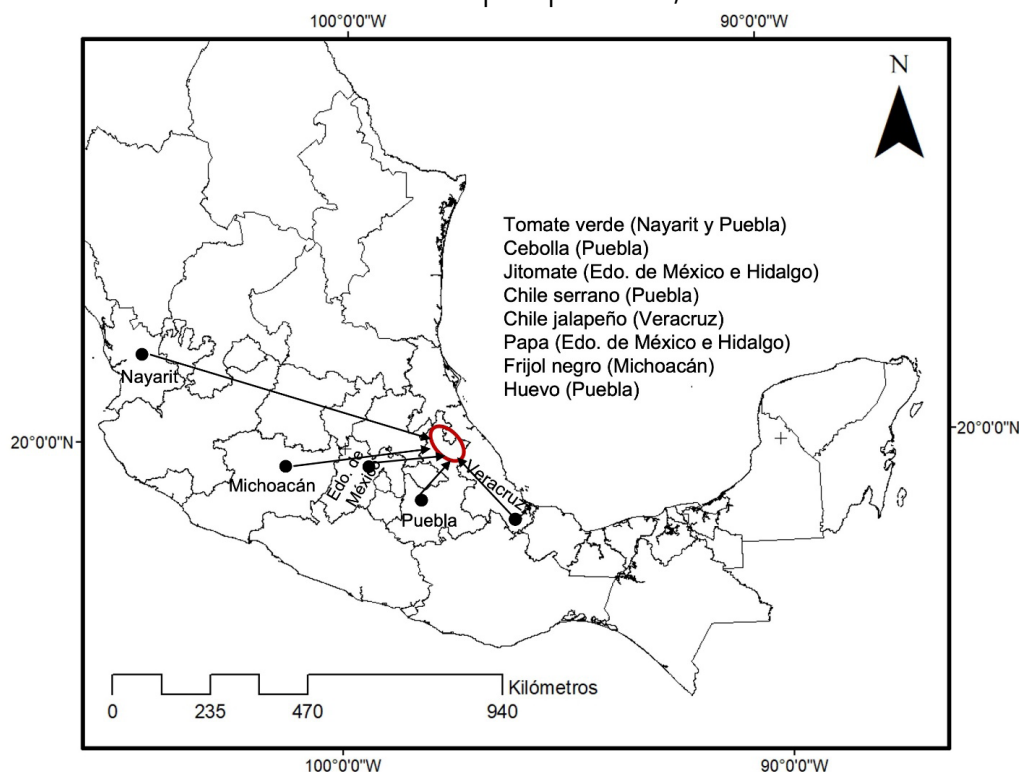 100°0'0"W
90°0'0"W
N
Tomate verde (Nayarit y Puebla)
Cebolla (Puebla)
Jitomate (Edo. de México e Hidalgo)
Chile serrano (Puebla)
Chile jalapeño (Veracruz)
Papa (Edo. de México e Hidalgo)
Frijol negro (Michoacán)
Huevo (Puebla)
Nayarit
20°0'0"N
20°0'0"N
Michoacán
Edo. de
México
Veracruz
Puebla
Kilómetros
0
235
470
940
100°0'0"W
90°0'0"W